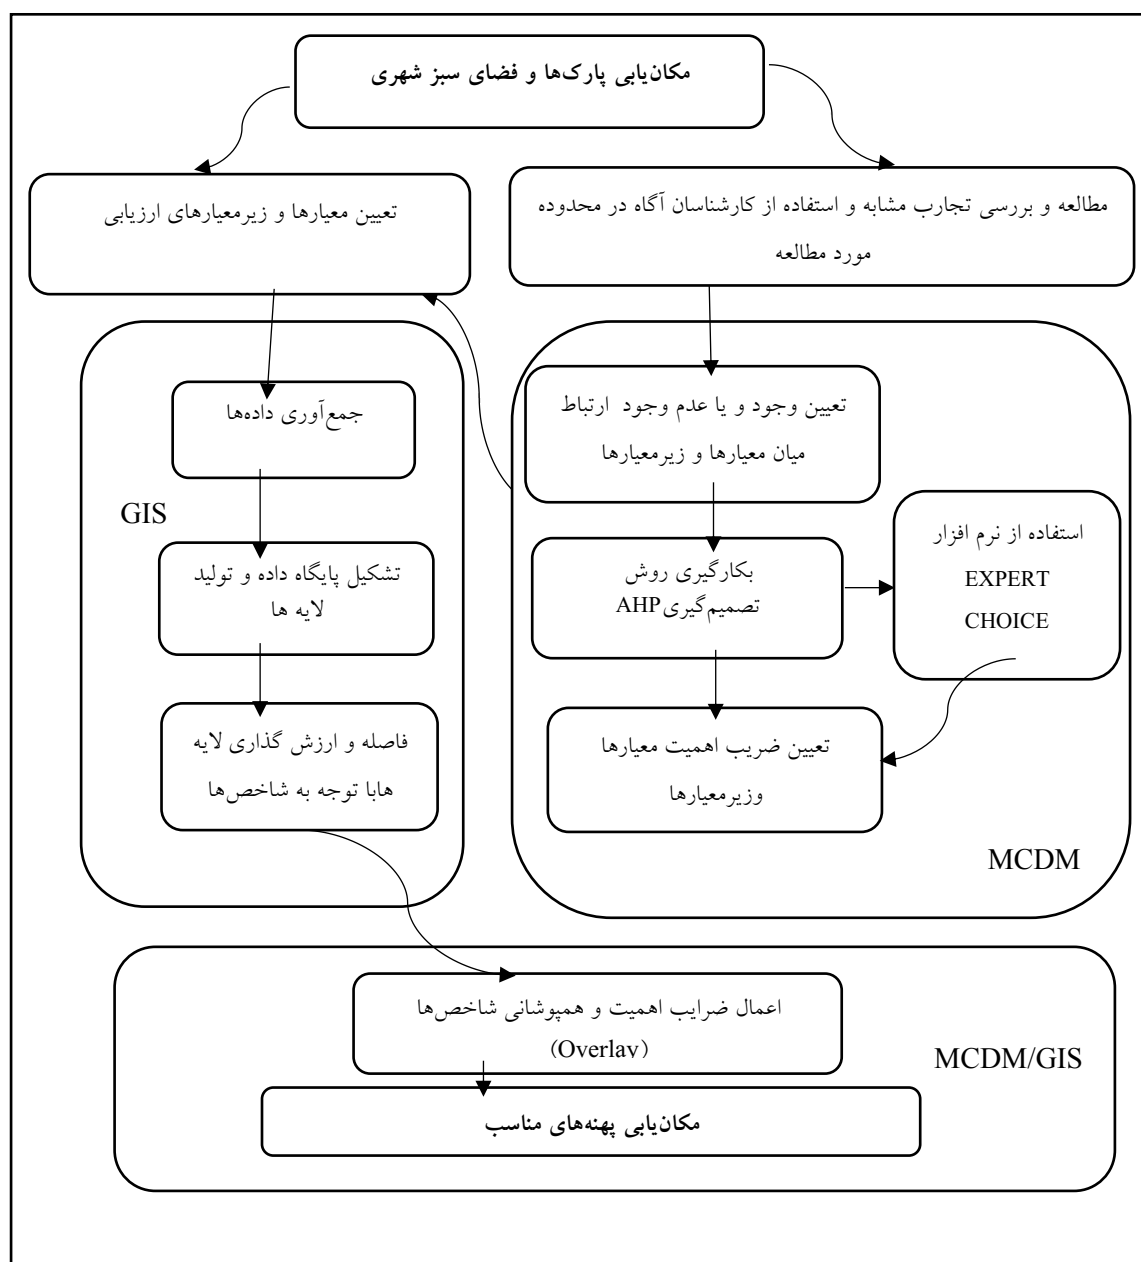 مکان‌یابی پارک‌ها و فضای سبز شهری
مطالعه و بررسی تجارب مشابه و استفاده از کارشناسان آگاه در محدوده
مورد مطالعه
تعیین معیارها و زیرمعیارهای ارزیابی
تعیین وجود و یا عدم وجود ارتباط
میان معیارها و زیرمعیارها
بکارگیری روش
تصمیم‌گیری AHP
استفاده از نرم افزار
EXPERT
CHOICE
تعیین ضریب اهمیت معیارها
وزیرمعیارها
MCDM
جمع‌آوری داده‌ها
GIS
تشکیل پایگاه داده و تولید
لایه ها
فاصله و ارزش گذاری لایه
هابا توجه به شاخص‌ها
اعمال ضرایب اهمیت و همپوشانی شاخص‌ها
(Overlay)
MCDM/GIS
مکان‌یابی پهنه‌های مناسب